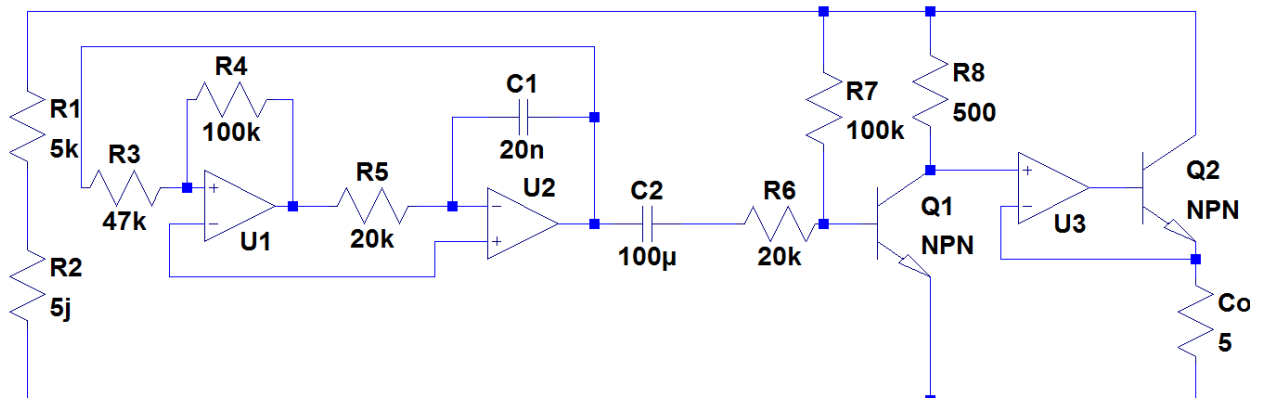 R1
5k
R2
5j
R3
47k
R4
100k
+
−
U1
R5
20k
C1
20n
−
+
U2
C2
100µ
R6
20k
R7
100k
R8
500
Q1
NPN
+
−
U3
Q2
NPN
Co
5